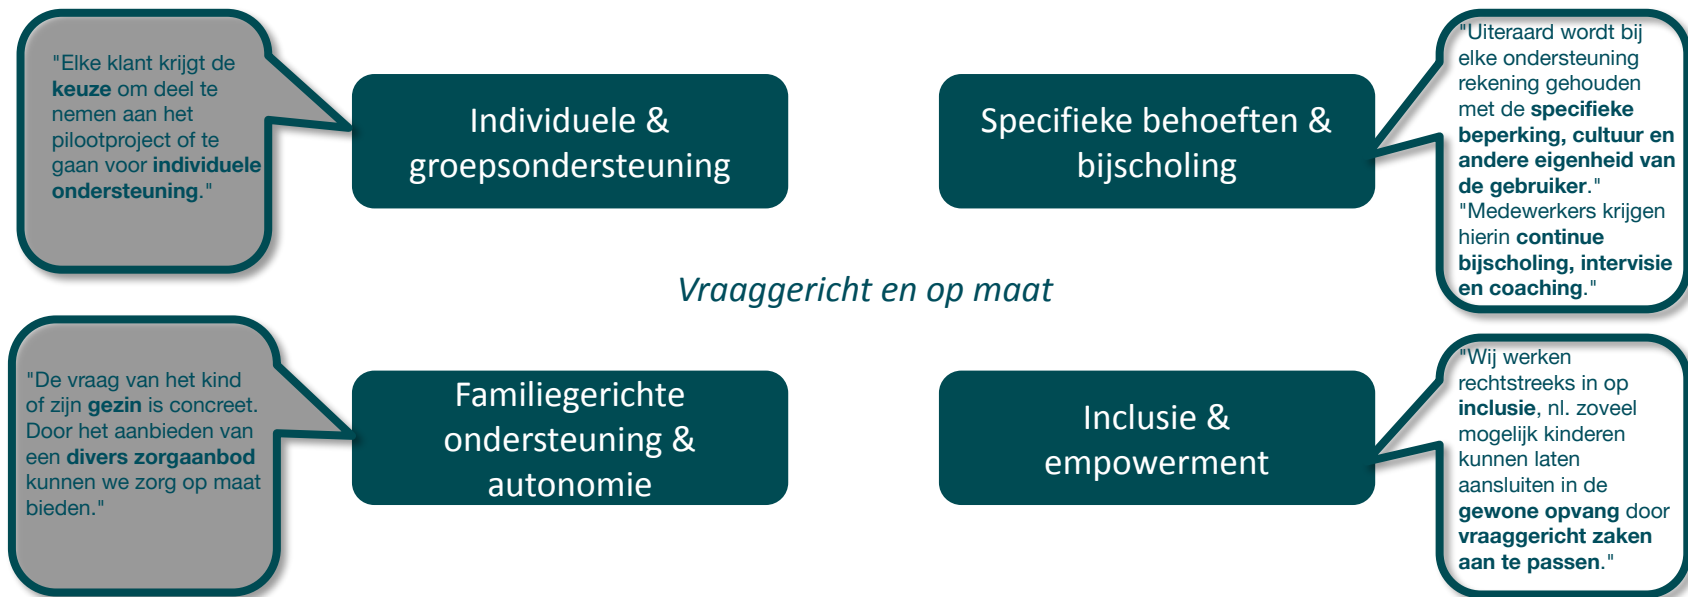 "Elke klant krijgt de
keuze om deel te
nemen aan het
pilootproject of te
gaan voor individuele
ondersteuning."
Individuele &
groepsondersteuning
Specifieke behoeften &
bijscholing
"Uiteraard wordt bij
elke ondersteuning
rekening gehouden
met de specifieke
beperking, cultuur en
andere eigenheid van
de gebruiker."
"Medewerkers krijgen
hierin continue
bijscholing, intervisie
en coaching."
Vraaggericht en op maat
"De vraag van het kind
of zijn gezin is concreet.
Door het aanbieden van
een divers zorgaanbod
kunnen we zorg op maat
bieden."
Familiegerichte
ondersteuning &
autonomie
Inclusie &
empowerment
"Wij werken
rechtstreeks in op
inclusie, nl. zoveel
mogelijk kinderen
kunnen laten
aansluiten in de
gewone opvang door
vraaggericht zaken
aan te passen."